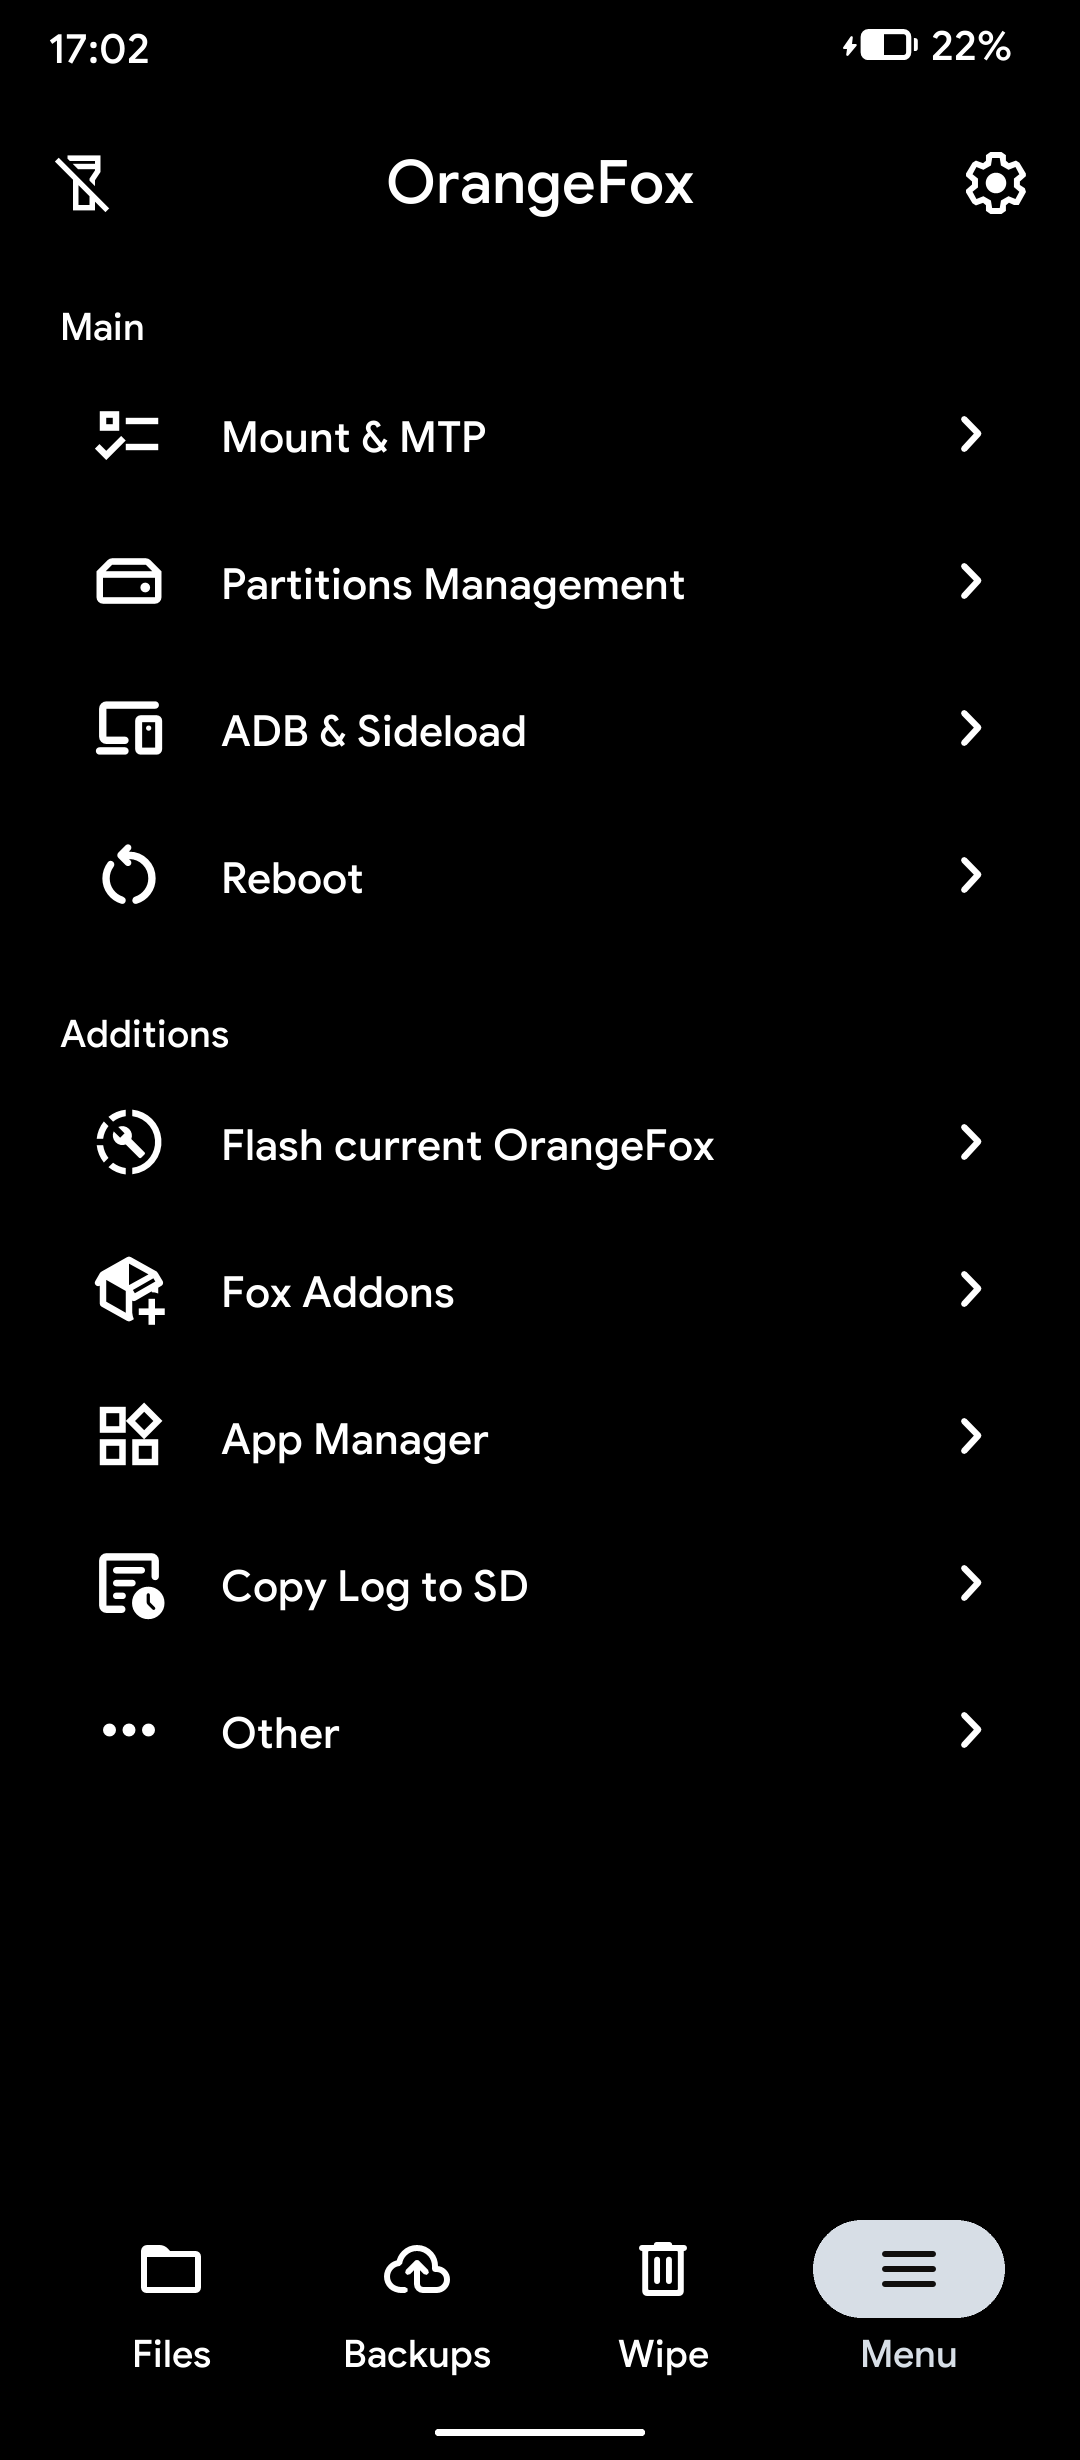 17:02
22%
OrangeFox
Main
Mount & MTP
Partitions Management
ADB & Sideload
Reboot
Additions
Flash current OrangeFox
Fox Addons
App Manager
Copy Log to SD
Other
Files
Backups
Wipe
Menu